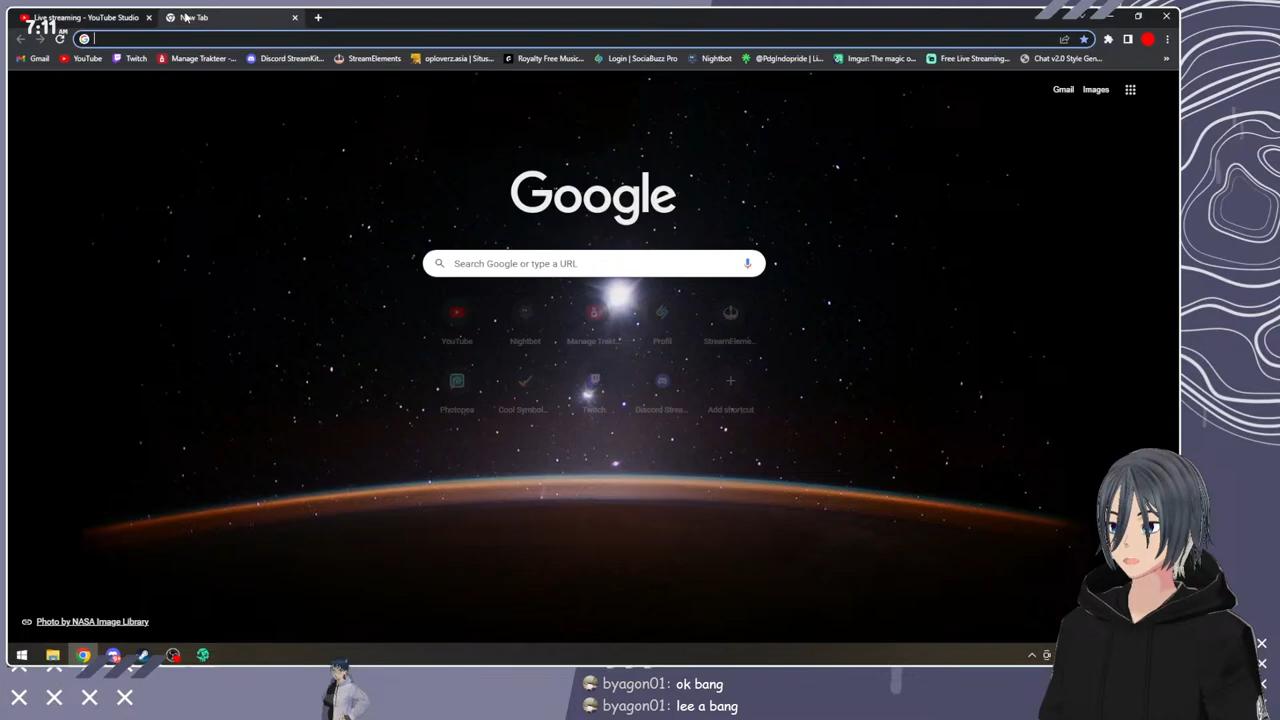 Live streaming - YouTube Studio
New Tab
7:11 AM
Gmail YouTube Twitch Manage Trakteer -... Discord StreamKit... StreamElements oploverz.asia | Situs... Royalty Free Music... Login | SociaBuzz Pro Nightbot @PdgIndopride | Li... Imgur: The magic o... Free Live Streaming... Chat v2.0 Style Gen...
Gmail Images
Google
Search Google or type a URL
YouTube Nightbot Manage Trakt... Profil StreamEleme...
Photopea Cool Symbol... Twitch Discord Strea... Add shortcut
Photo by NASA Image Library
byagon01: ok bang
byagon01: lee a bang